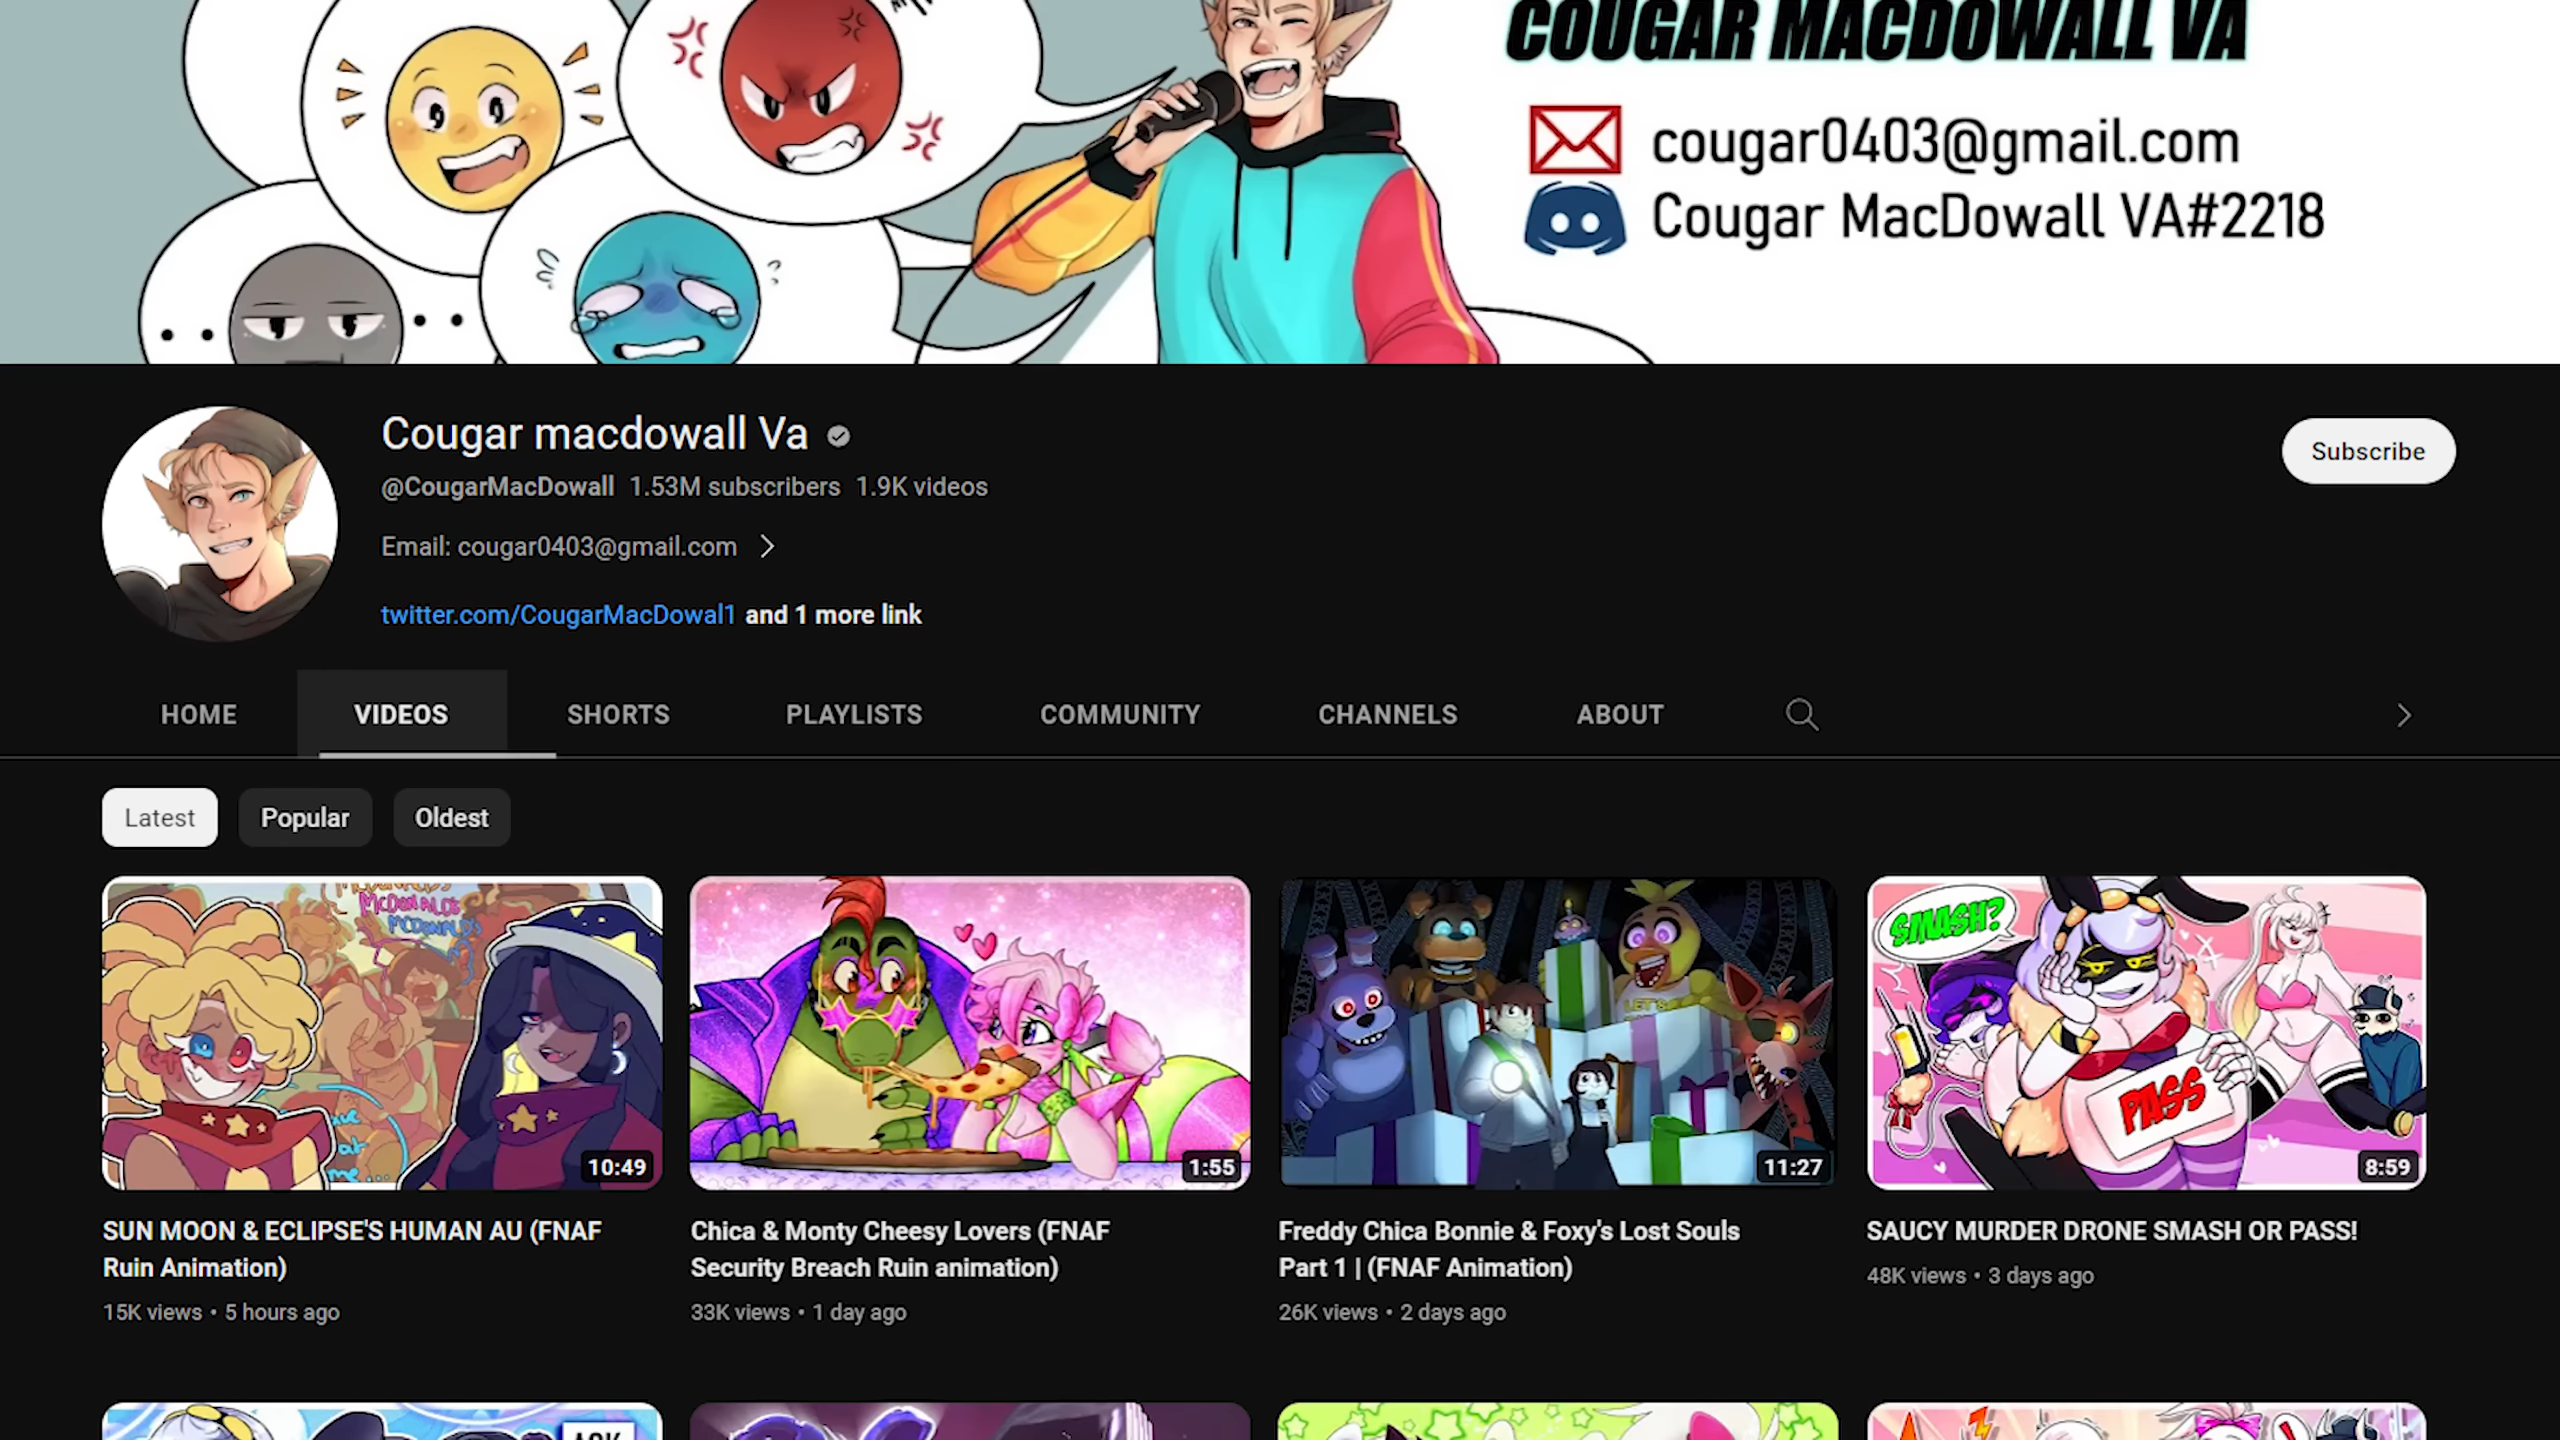 COUGAR MACDOWALL VA
cougar0403@gmail.com
Cougar MacDowall VA#2218
Cougar macdowall Va
@CougarMacDowall 1.53M subscribers 1.9K videos
Subscribe
Email: cougar0403@gmail.com
twitter.com/CougarMacDowal1 and 1 more link
HOME VIDEOS SHORTS PLAYLISTS COMMUNITY CHANNELS ABOUT
Latest Popular Oldest
McDONALDS
McDONALDS
McDONALDS
10:49
1:55
LET'S
11:27
SMASH?
PASS
8:59
SUN MOON & ECLIPSE'S HUMAN AU (FNAF
Ruin Animation)
15K views • 5 hours ago
Chica & Monty Cheesy Lovers (FNAF
Security Breach Ruin animation)
33K views • 1 day ago
Freddy Chica Bonnie & Foxy's Lost Souls
Part 1 | (FNAF Animation)
26K views • 2 days ago
SAUCY MURDER DRONE SMASH OR PASS!
48K views • 3 days ago